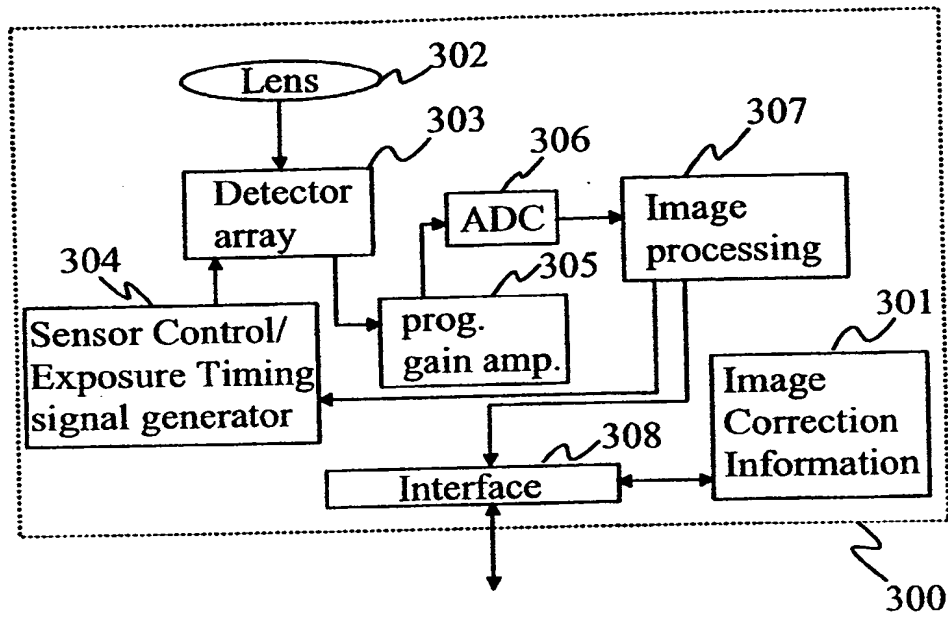 Lens
302
303
Detector
array
306
ADC
307
Image
processing
304
Sensor Control/
Exposure Timing
signal generator
305
prog.
gain amp.
301
Image
Correction
Information
308
Interface
300